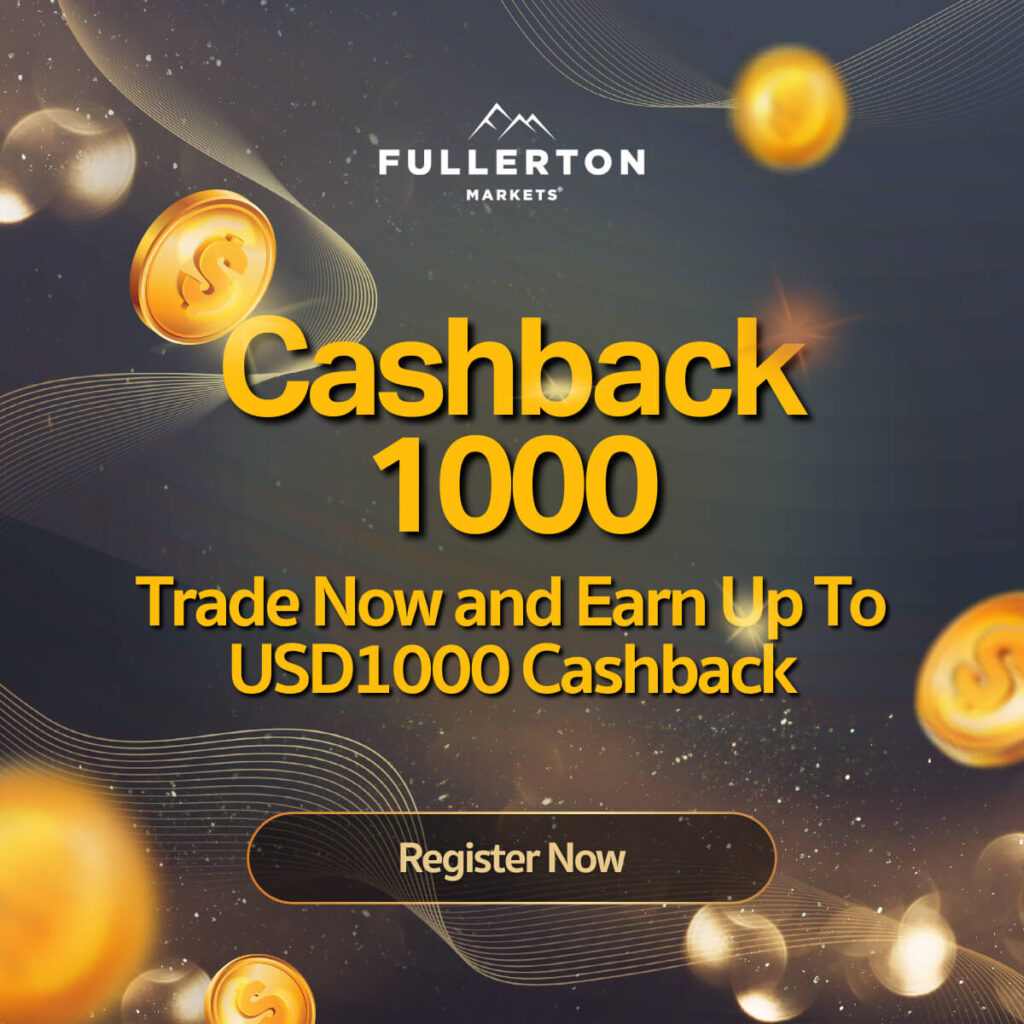 FULLERTON
MARKETS®
Cashback
1000
Trade Now and Earn Up To
USD1000 Cashback
Register Now